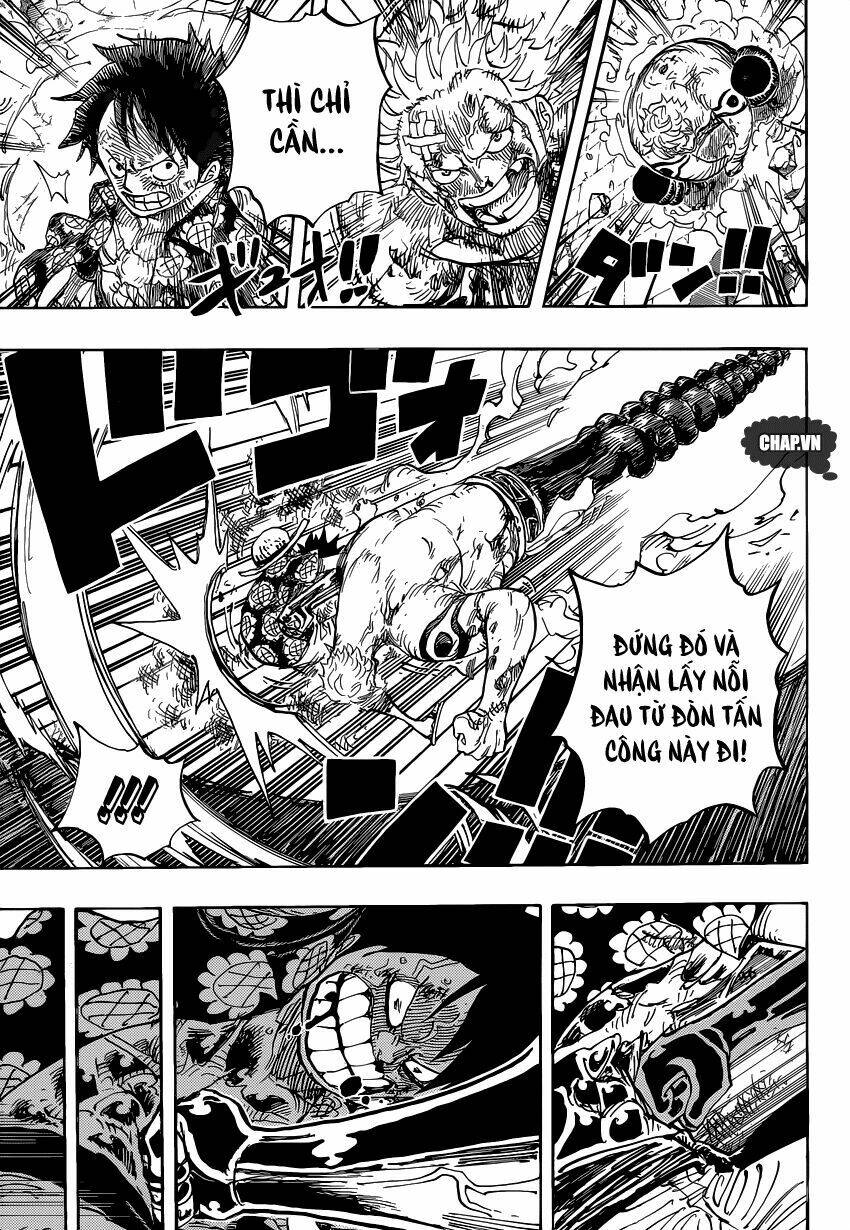 ダンッ!!
THÌ CHỈ
CẦN...
ギュオ!!
ドゴォ
CHAP.VN
ĐỨNG ĐÓ VÀ
NHẬN LẤY NỖI
ĐAU TỪ ĐÒN TẤN
CÔNG NÀY ĐI!
!!!